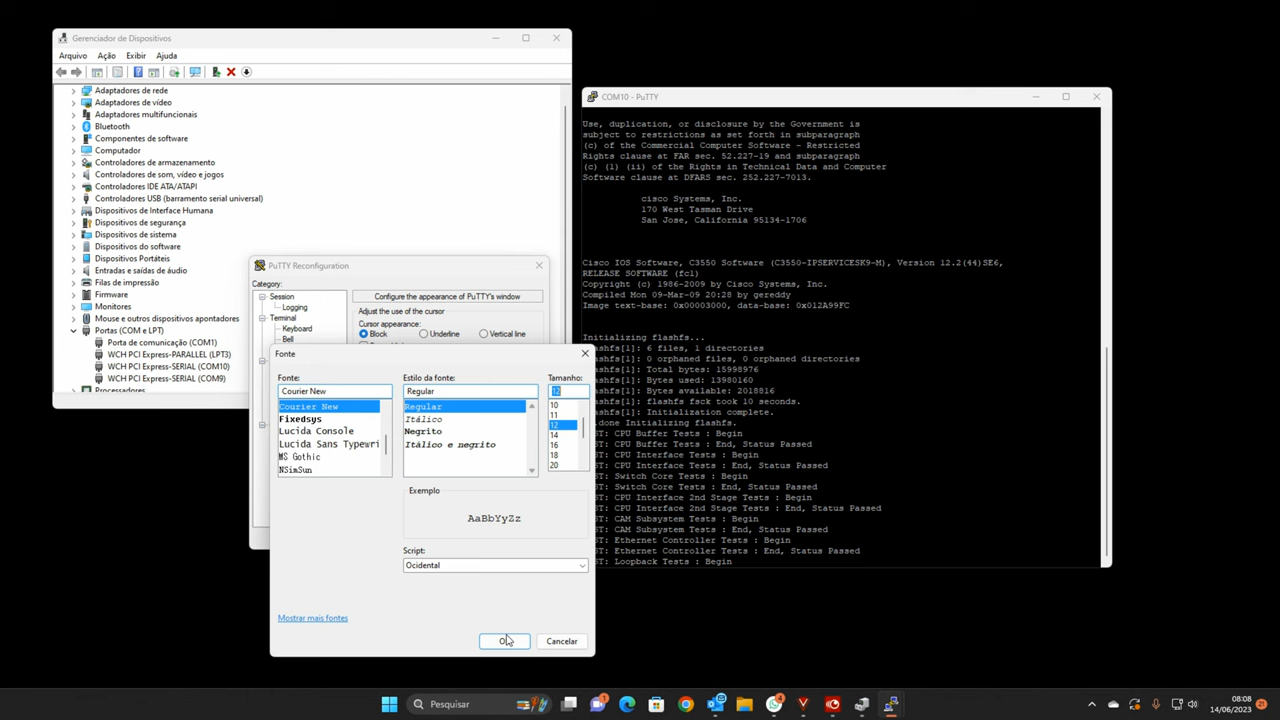 Gerenciador de Dispositivos
Arquivo Ação Exibir Ajuda
Adaptadores de rede
Adaptadores de vídeo
Adaptadores multifuncionais
Bluetooth
Componentes de software
Computador
Controladores de armazenamento
Controladores de som, vídeo e jogos
Controladores IDE ATA/ATAPI
Controladores USB (barramento serial universal)
Dispositivos de Interface Humana
Dispositivos de segurança
Dispositivos de sistema
Dispositivos do software
Dispositivos Portáteis
Entradas e saídas de áudio
Filas de impressão
Firmware
Monitores
Mouse e outros dispositivos apontadores
Portas (COM e LPT)
Porta de comunicação (COM1)
WCH PCI Express-PARALLEL (LPT3)
WCH PCI Express-SERIAL (COM10)
WCH PCI Express-SERIAL (COM9)
Processadores
PuTTY Reconfiguration
Category:
Session
Logging
Terminal
Keyboard
Bell
Configure the appearance of PuTTY's window
Adjust the use of the cursor
Cursor appearance:
Block Underline Vertical line
Fonte
Fonte: Estilo da fonte: Tamanho:
Courier New Regular 12
Courier New
Fixedsys
Lucida Console
Lucida Sans Typewri
MS Gothic
NSimSun
Regular
Itálico
Negrito
Itálico e negrito
10
11
12
14
16
18
20
Exemplo
AaBbYyZz
Script:
Ocidental
Mostrar mais fontes
Cancelar
COM10 - PuTTY
Use, duplication, or disclosure by the Government is
subject to restrictions as set forth in subparagraph
(c) of the Commercial Computer Software - Restricted
Rights clause at FAR sec. 52.227-19 and subparagraph
(c) (1) (ii) of the Rights in Technical Data and Computer
Software clause at DFARS sec. 252.227-7013.
cisco Systems, Inc.
170 West Tasman Drive
San Jose, California 95134-1706
Cisco IOS Software, C3550 Software (C3550-IPSERVICESK9-M), Version 12.2(44)SE6,
RELEASE SOFTWARE (fc1)
Copyright (c) 1986-2009 by Cisco Systems, Inc.
Compiled Mon 09-Mar-09 20:28 by gereddy
Image text-base: 0x00003000, data-base: 0x012A99FC
Initializing flashfs...
ashfs[1]: 6 files, 1 directories
ashfs[1]: 0 orphaned files, 0 orphaned directories
ashfs[1]: Total bytes: 15998976
ashfs[1]: Bytes used: 13980160
ashfs[1]: Bytes available: 2018816
ashfs[1]: flashfs fsck took 10 seconds.
ashfs[1]: Initialization complete.
.done Initializing flashfs.
ST: CPU Buffer Tests : Begin
ST: CPU Buffer Tests : End, Status Passed
ST: CPU Interface Tests : Begin
ST: CPU Interface Tests : End, Status Passed
ST: Switch Core Tests : Begin
ST: Switch Core Tests : End, Status Passed
ST: CPU Interface 2nd Stage Tests : Begin
ST: CPU Interface 2nd Stage Tests : End, Status Passed
ST: CAM Subsystem Tests : Begin
ST: CAM Subsystem Tests : End, Status Passed
ST: Ethernet Controller Tests : Begin
ST: Ethernet Controller Tests : End, Status Passed
ST: Loopback Tests : Begin
Pesquisar
08:08
14/06/2023